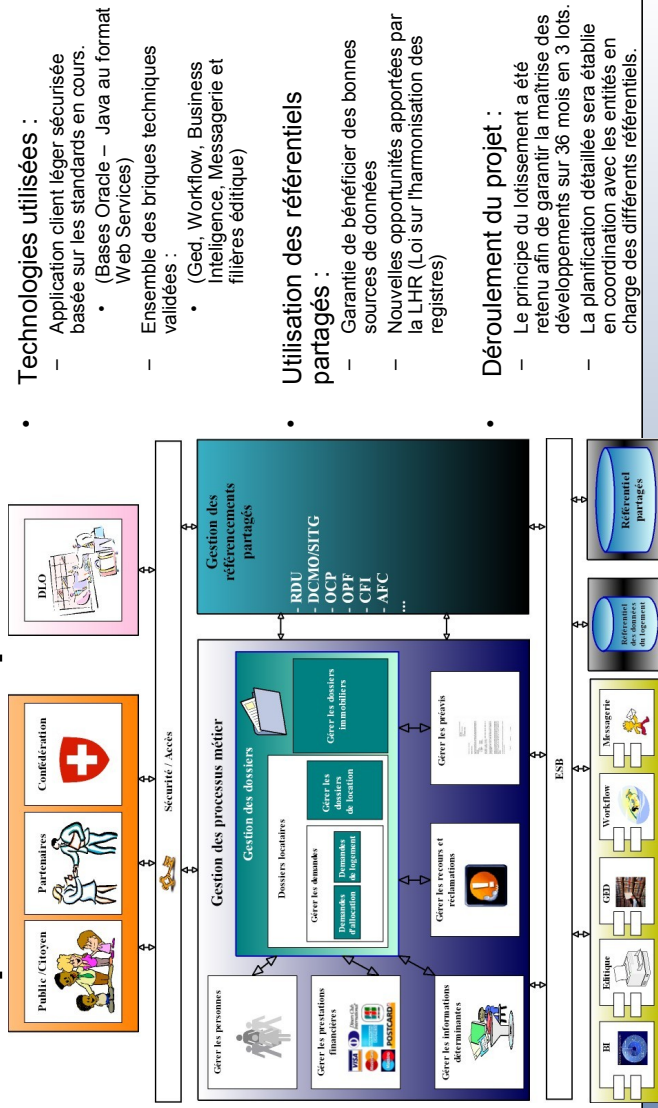 Public /Citoyen
Partenaires
Confédération
DLO
Sécurité / Accès
Gestion des processus métier
Gérer les personnes
Gérer les prestations
financières
VISA
POSTCARD
Gérer les informations
déterminantes
Gestion des dossiers
Dossiers locataires
Gérer les demandes
Demandes
d'allocation
Demandes
de logement
Gérer les
dossiers
de location
Gérer les dossiers
immobiliers
Gérer les recours et
réclamations
Gérer les préavis
Gestion des
référencements
partagés
- RDU
- DCMO/SITG
- OCP
- OPF
- CFI
- AFC
...
ESB
BI
Editique
GED
Workflow
Messagerie
Référentiel
des données
du logement
Référentiel
partagés
• Technologies utilisées :
– Application client léger sécurisée
basée sur les standards en cours.
• (Bases Oracle – Java au format
Web Services)
– Ensemble des briques techniques
validées :
• (Ged, Workflow, Business
Inteligence, Messagerie et
filières éditique)
• Utilisation des référentiels
partagés :
– Garantie de bénéficier des bonnes
sources de données
– Nouvelles opportunités apportées par
la LHR (Loi sur l'harmonisation des
registres)
• Déroulement du projet :
– Le principe du lotissement a été
retenu afin de garantir la maîtrise des
développements sur 36 mois en 3 lots.
– La planification détaillée sera établie
en coordination avec les entités en
charge des différents référentiels.